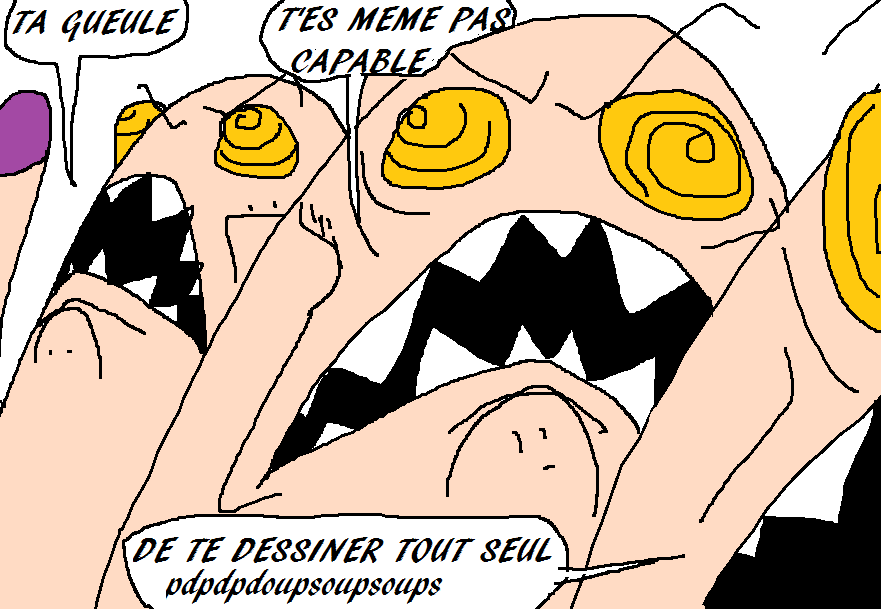 TA GUEULE
T'ES MEME PAS
CAPABLE
DE TE DESSINER TOUT SEUL
pdpdpdoupsoupsoups